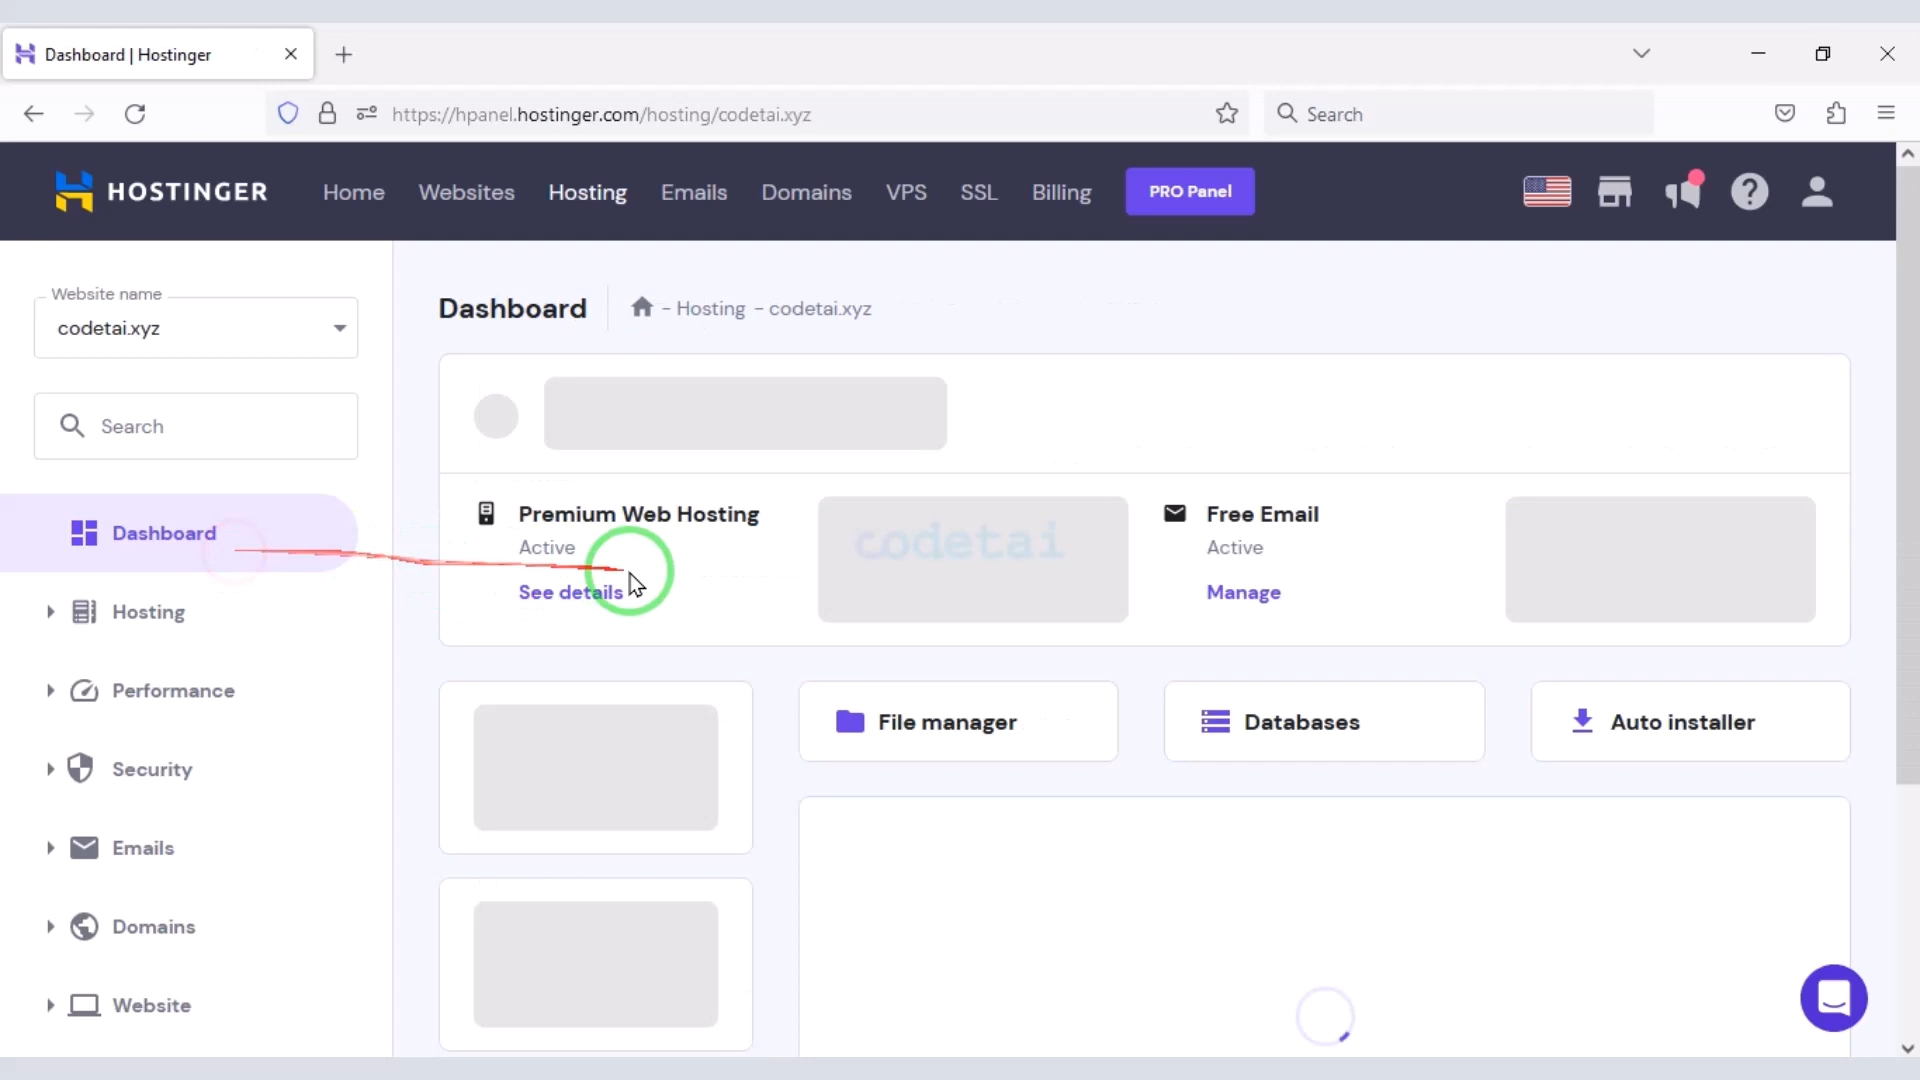 Dashboard | Hostinger
https://hpanel.hostinger.com/hosting/codetai.xyz
Search
HOSTINGER
Home
Websites
Hosting
Emails
Domains
VPS
SSL
Billing
PRO Panel
Website name
codetai.xyz
Search
Dashboard
Hosting
Performance
Security
Emails
Domains
Website
Dashboard
- Hosting - codetai.xyz
Premium Web Hosting
Active
See details
codetai
Free Email
Active
Manage
File manager
Databases
Auto installer